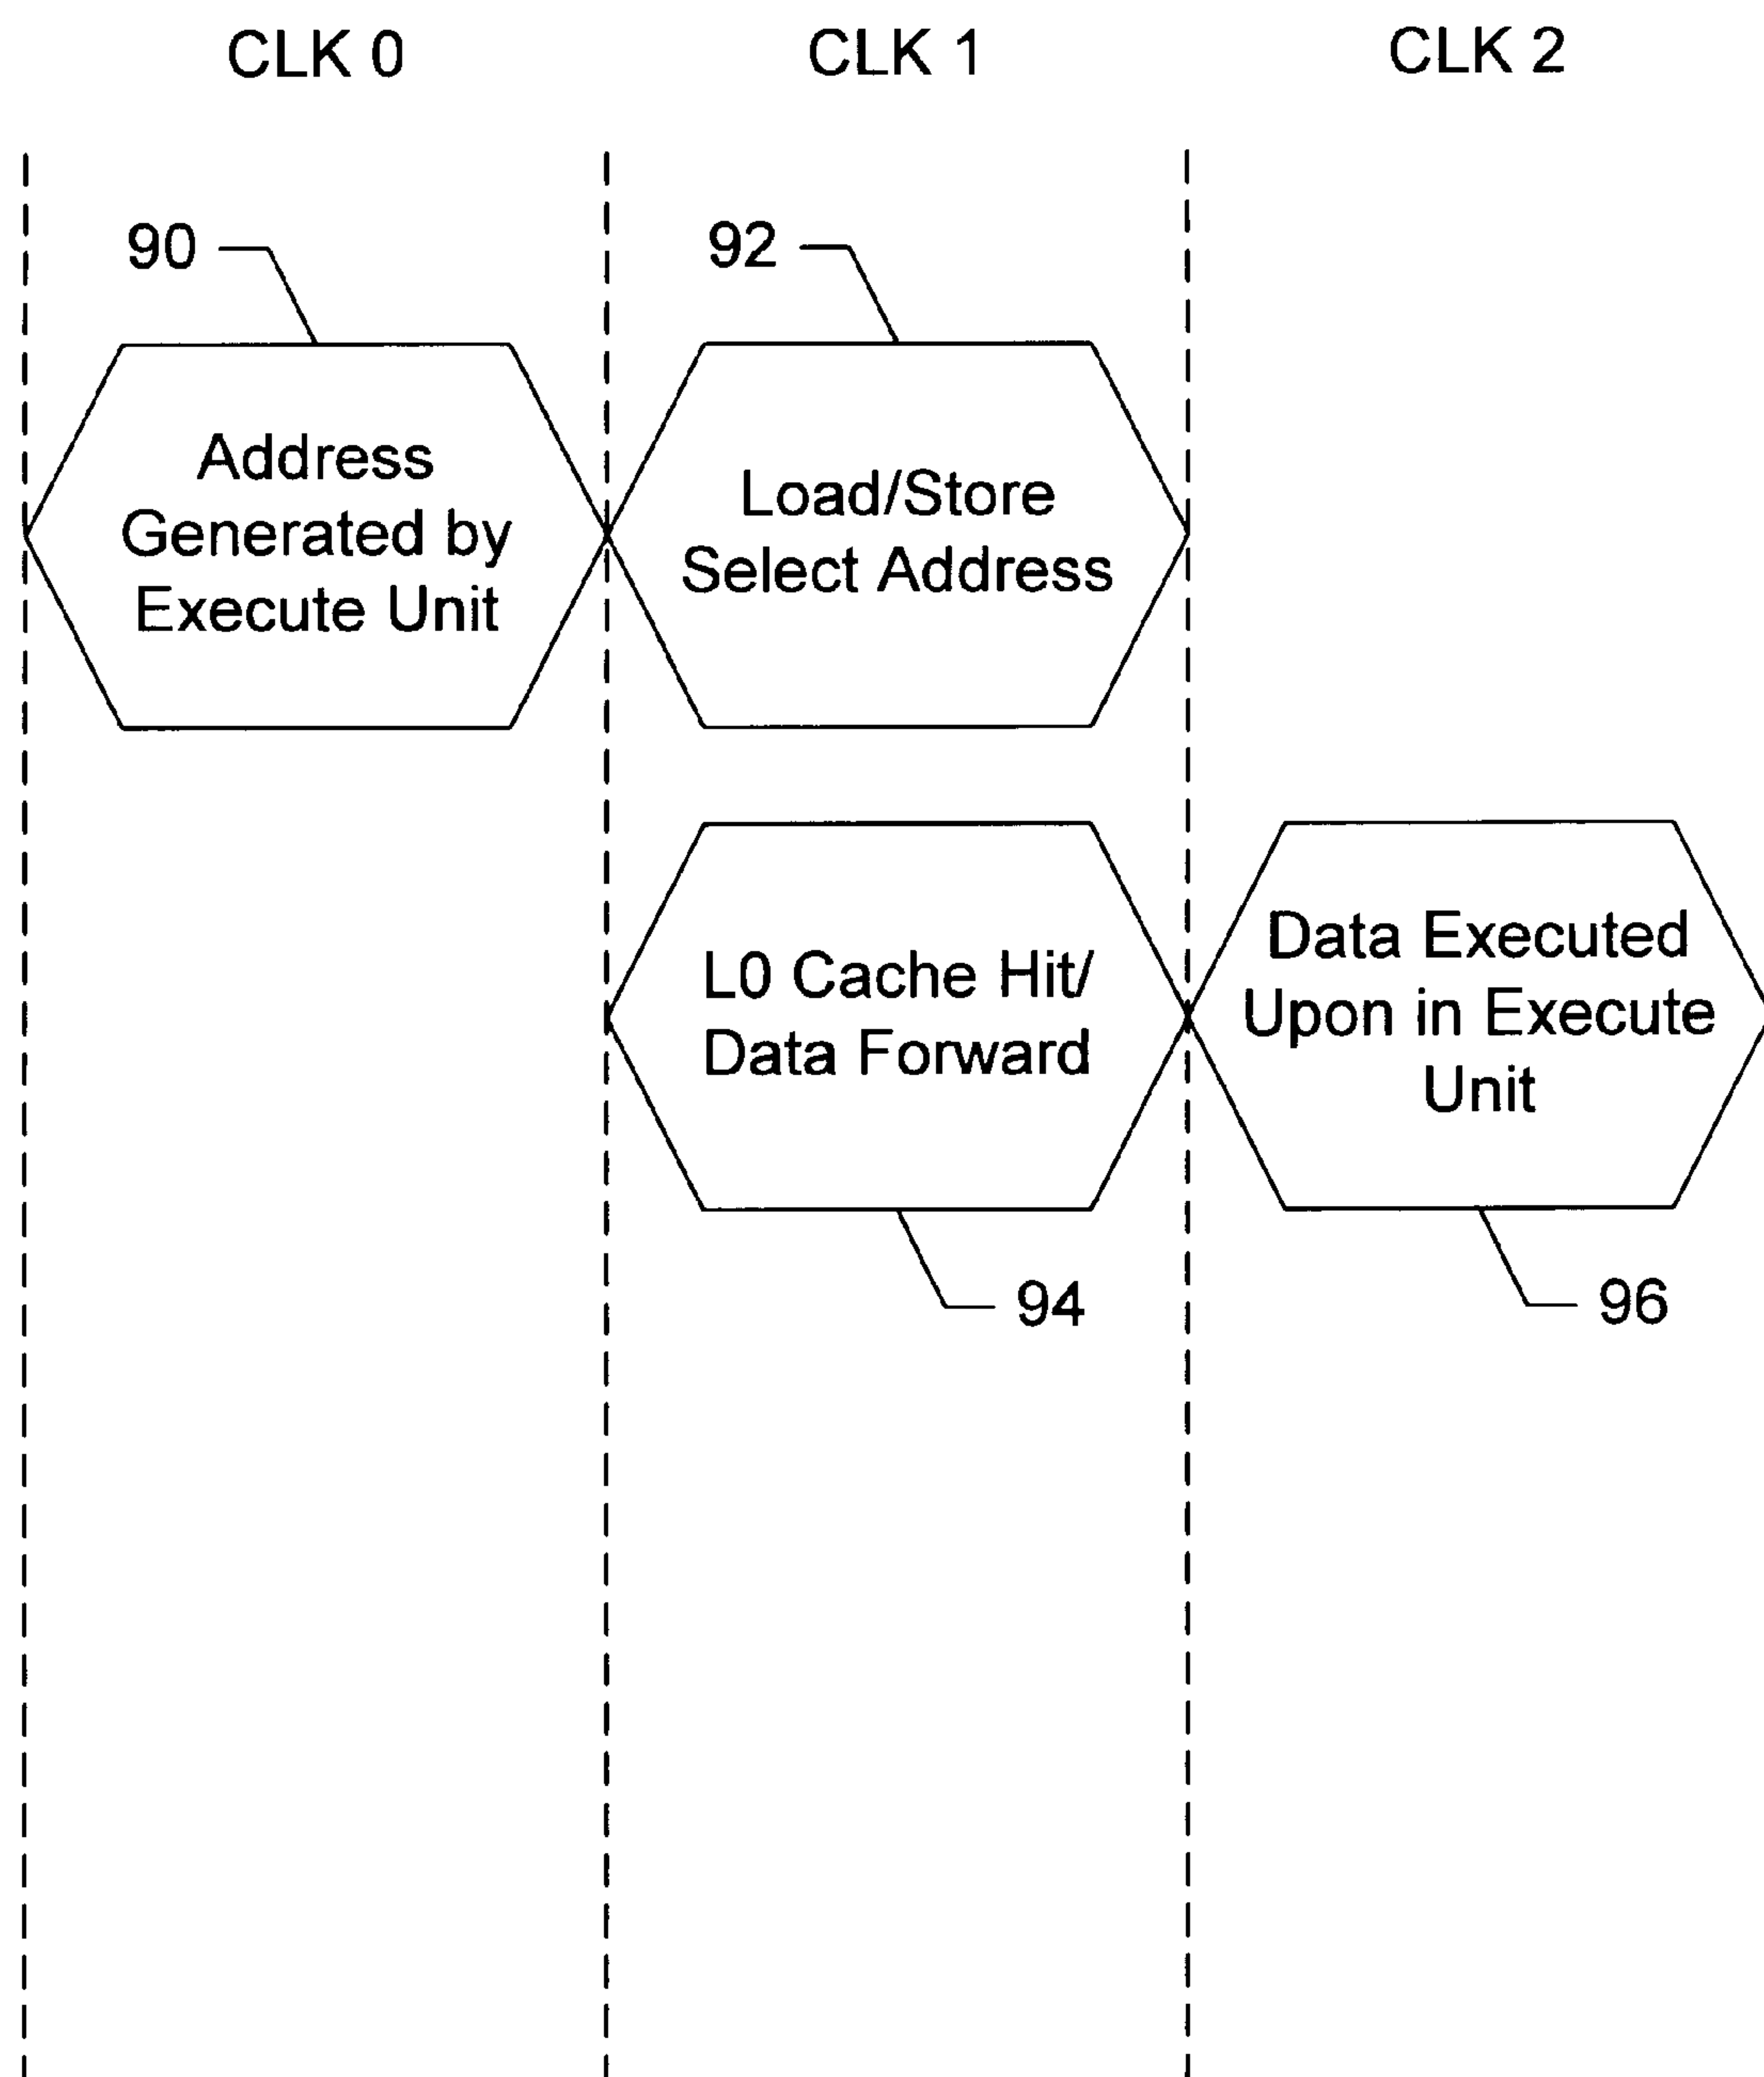 CLK 0
CLK 1
CLK 2
90
92
Address
Generated by
Execute Unit
Load/Store
Select Address
L0 Cache Hit/
Data Forward
Data Executed
Upon in Execute
Unit
94
96